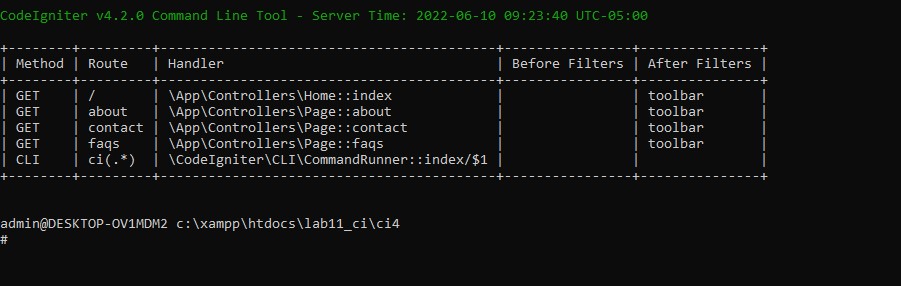 CodeIgniter v4.2.0 Command Line Tool - Server Time: 2022-06-10 09:23:40 UTC-05:00
+--------+---------+------------------------------------------+----------------+---------------+
| Method | Route   | Handler                                  | Before Filters | After Filters |
+--------+---------+------------------------------------------+----------------+---------------+
| GET    | /       | \App\Controllers\Home::index             |                | toolbar       |
| GET    | about   | \App\Controllers\Page::about             |                | toolbar       |
| GET    | contact | \App\Controllers\Page::contact           |                | toolbar       |
| GET    | faqs    | \App\Controllers\Page::faqs              |                | toolbar       |
| CLI    | ci(.*)  | \CodeIgniter\CLI\CommandRunner::index/$1 |                |               |
+--------+---------+------------------------------------------+----------------+---------------+
admin@DESKTOP-OV1MDM2 c:\xampp\htdocs\lab11_ci\ci4
#